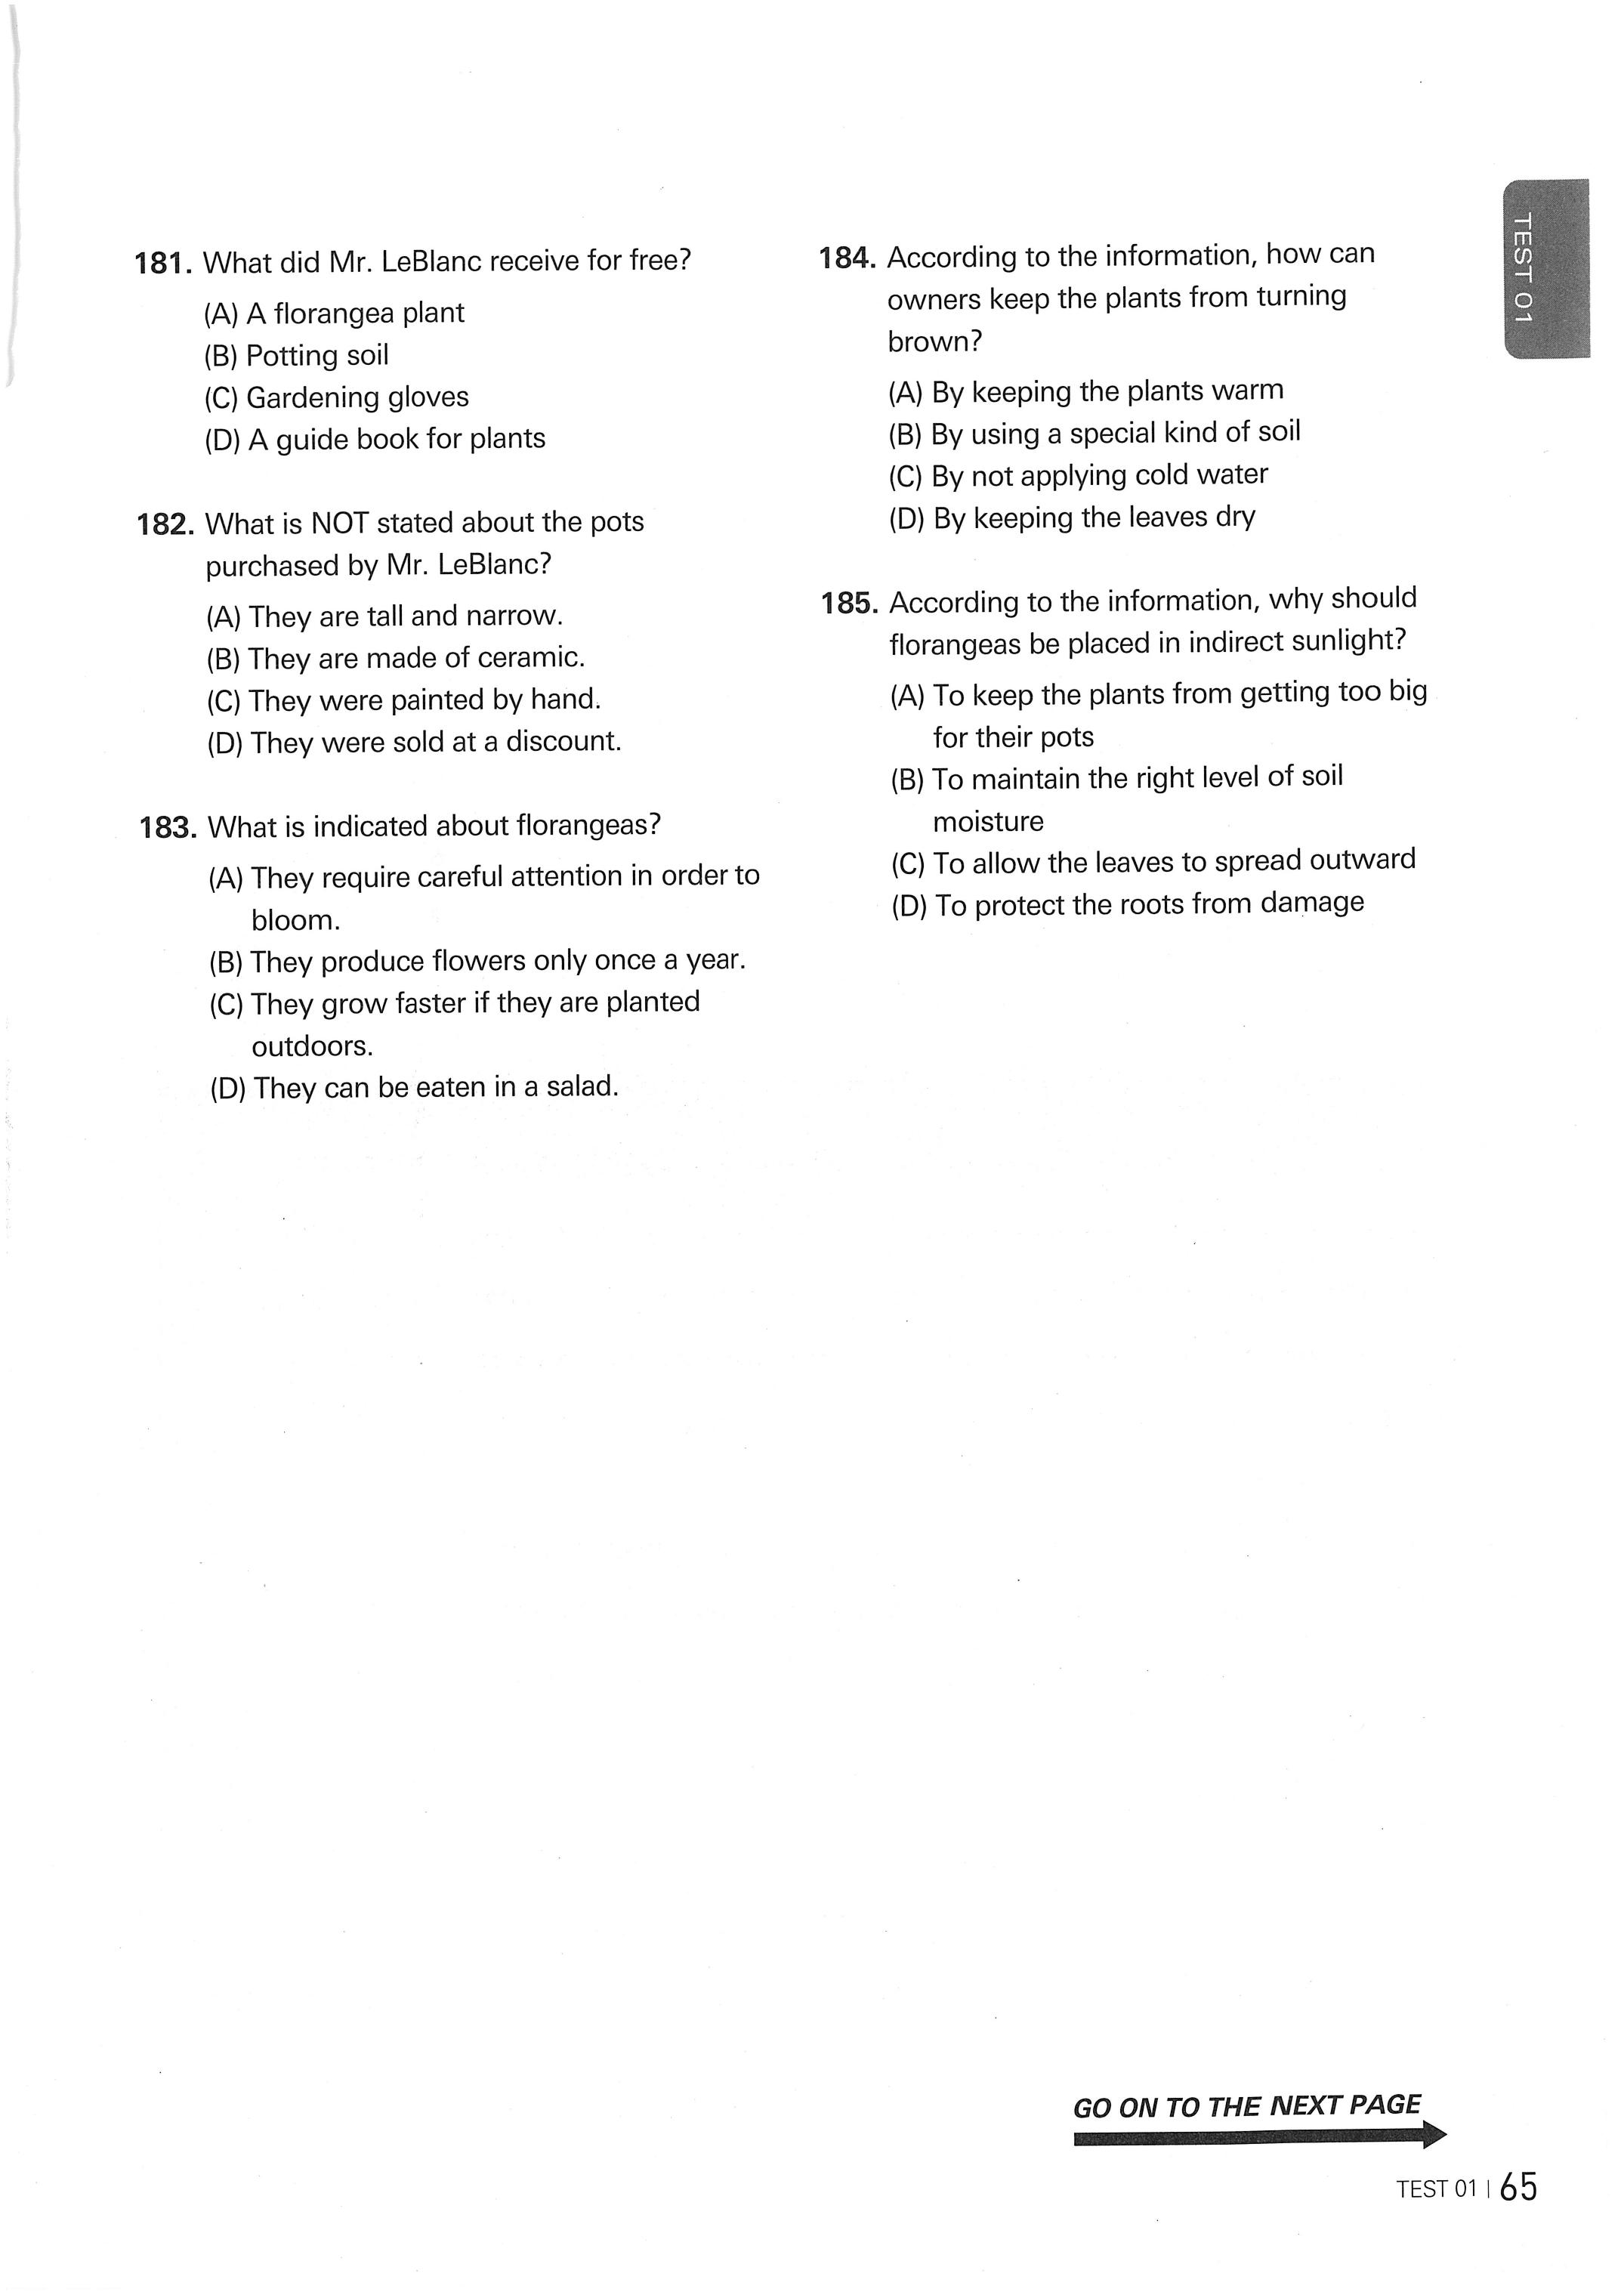 181. What did Mr. LeBlanc receive for free?
(A) A florangea plant
(B) Potting soil
(C) Gardening gloves
(D) A guide book for plants
182. What is NOT stated about the pots
purchased by Mr. LeBlanc?
(A) They are tall and narrow.
(B) They are made of ceramic.
(C) They were painted by hand.
(D) They were sold at a discount.
183. What is indicated about florangeas?
(A) They require careful attention in order to
bloom.
(B) They produce flowers only once a year.
(C) They grow faster if they are planted
outdoors.
(D) They can be eaten in a salad.
184. According to the information, how can
owners keep the plants from turning
brown?
(A) By keeping the plants warm
(B) By using a special kind of soil
(C) By not applying cold water
(D) By keeping the leaves dry
185. According to the information, why should
florangeas be placed in indirect sunlight?
(A) To keep the plants from getting too big
for their pots
(B) To maintain the right level of soil
moisture
(C) To allow the leaves to spread outward
(D) To protect the roots from damage
TEST 01
GO ON TO THE NEXT PAGE
TEST 01 | 65